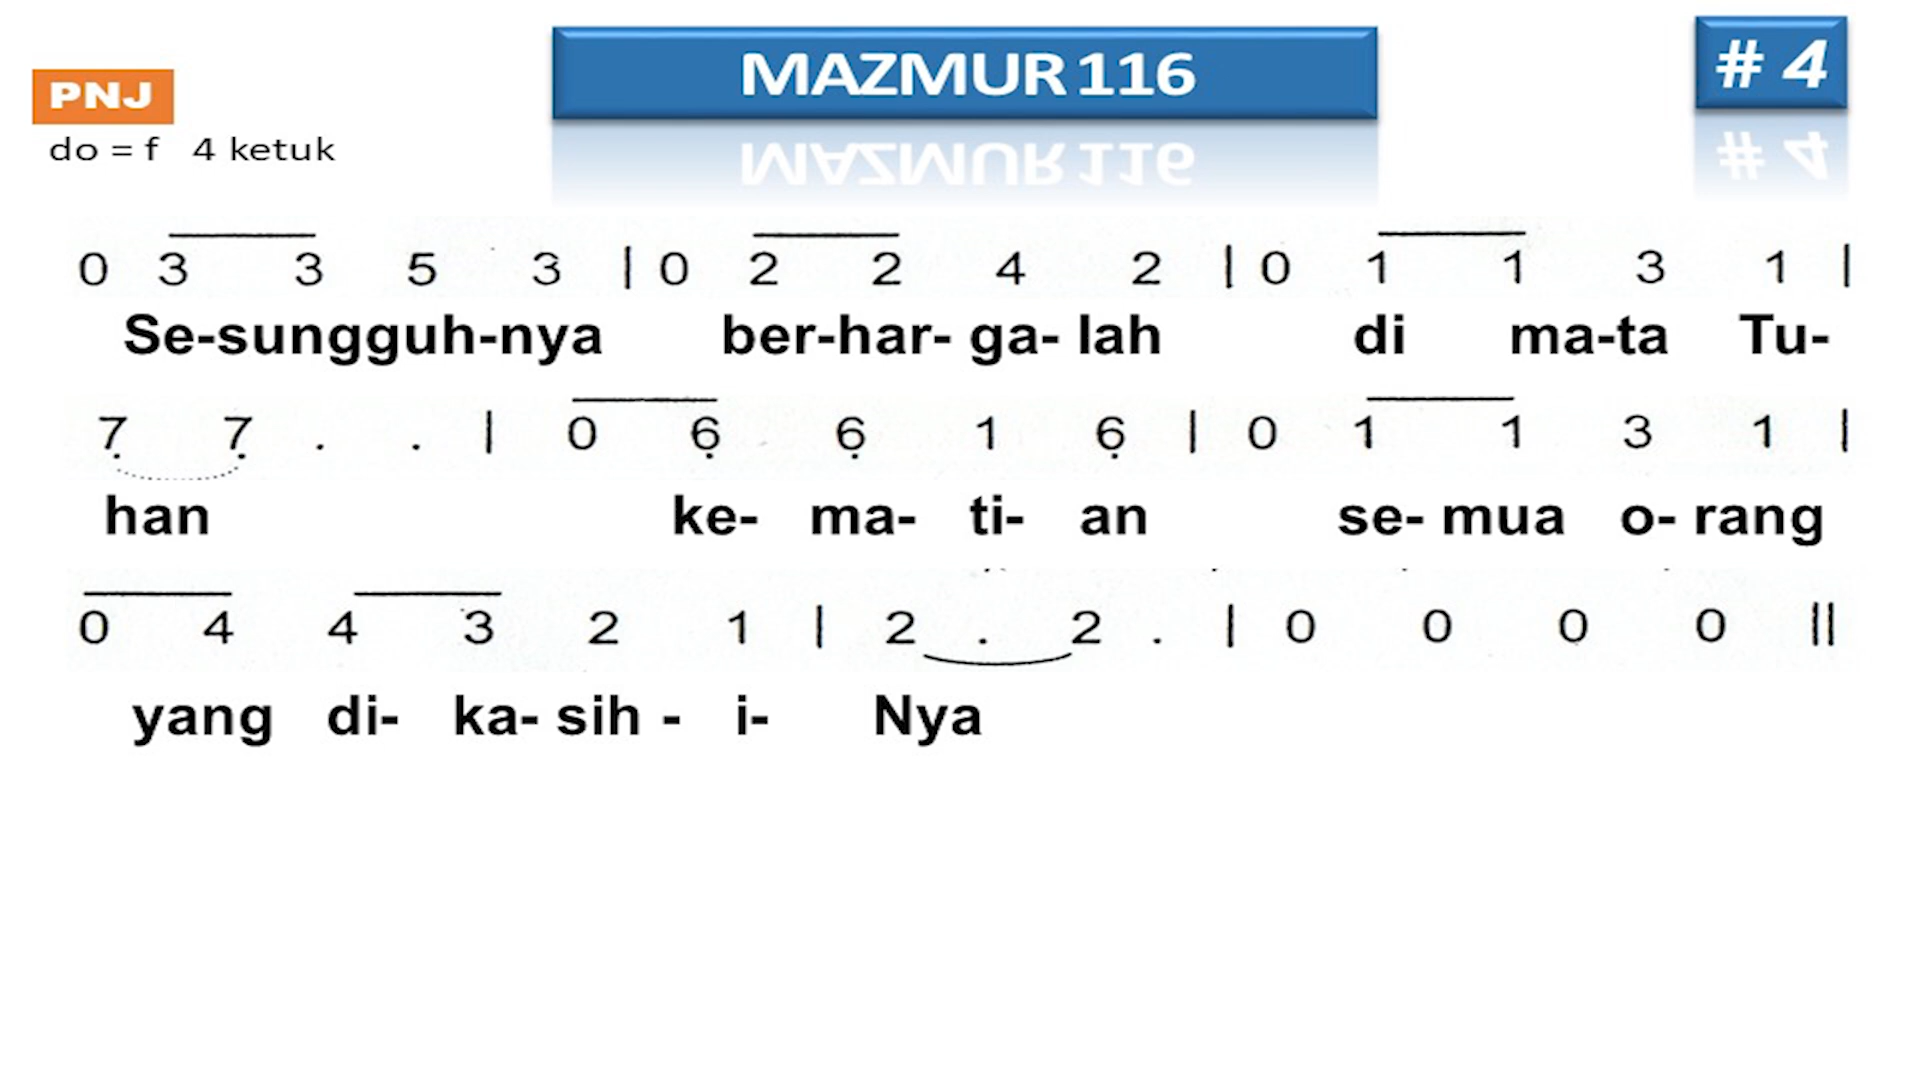 MAZMUR 116
# 4
PNJ
do = f 4 ketuk
0 3 3 5 3 | 0 2 2 4 2 | 0 1 1 3 1 |
Se-sungguh-nya ber-har- ga- lah di ma-ta Tu-
7̣ 7̣ . . | 0 6̣ 6̣ 1 6̣ | 0 1 1 3 1 |
han ke- ma- ti- an se- mua o- rang
0 4 4 3 2 1 | 2 . 2 . | 0 0 0 0 ||
yang di- ka- sih - i- Nya